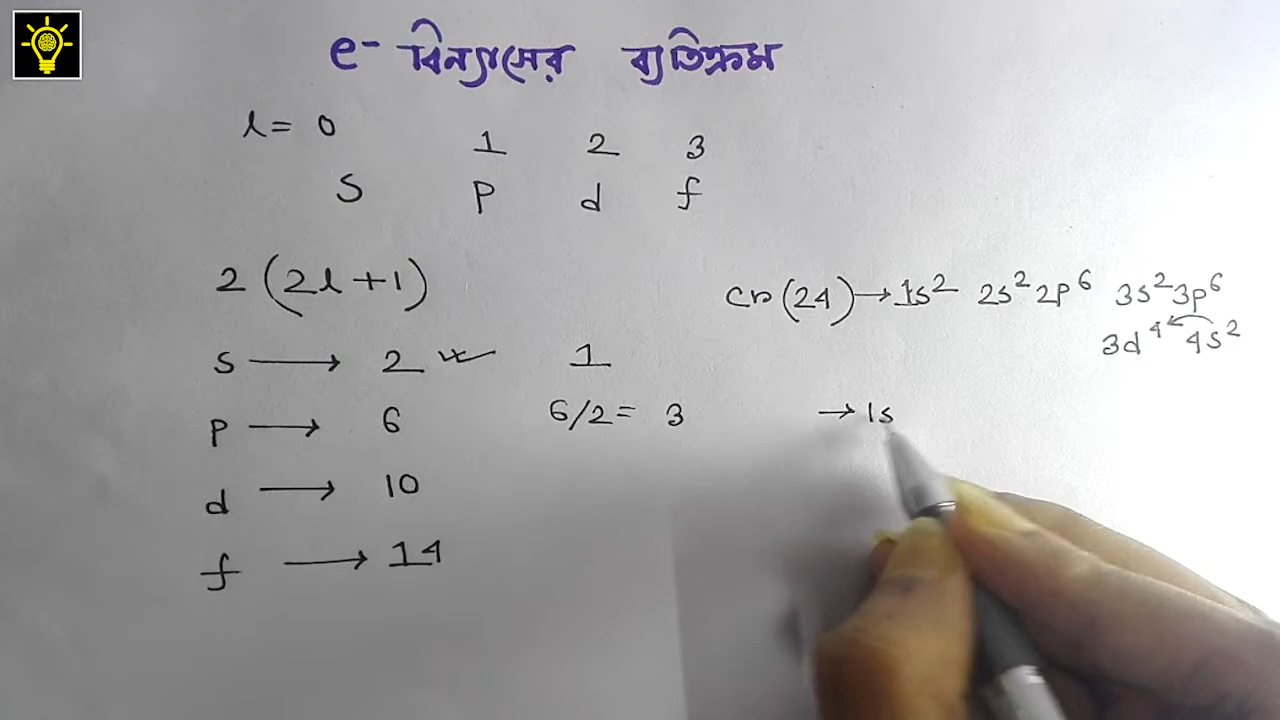 e- বিন্যাসের ব্যতিক্রম
l = 0 1 2 3
S P d f
2 (2l+1)
Cr (24) → 1s² 2s² 2p⁶ 3s² 3p⁶
3d⁴ 4s²
s → 2 1
p → 6 6/2 = 3 → 1s
d → 10
f → 14